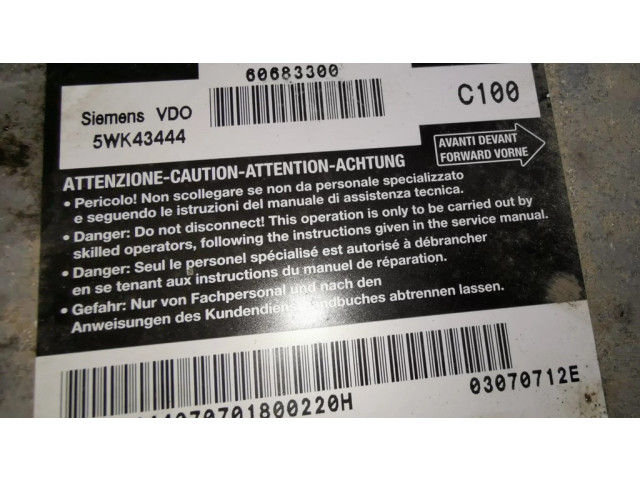 60683300
Siemens VDO
5WK43444
C100
AVANTI DEVANT
FORWARD VORNE
ATTENZIONE-CAUTION-ATTENTION-ACHTUNG
• Pericolo! Non scollegare se non da personale specializzato
e seguendo le istruzioni del manuale di assistenza tecnica.
• Danger: Do not disconnect! This operation is only to be carried out by
skilled operators, following the instructions given in the service manual.
• Danger: Seul le personel spécialisé est autorisé à débrancher
en se tenant aux instructions du manuel de réparation.
• Gefahr: Nur von Fachpersonal und nach den
Anweisungen des Kundendiensthandbuches abtrennen lassen.
03070712E